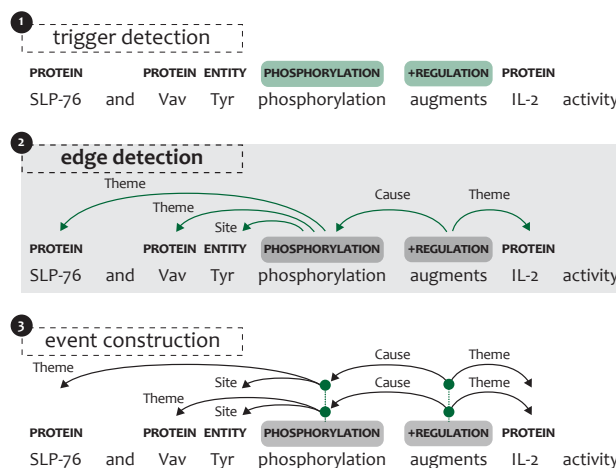 1
trigger detection
PROTEIN PROTEIN ENTITY PHOSPHORYLATION +REGULATION PROTEIN
SLP-76 and Vav Tyr phosphorylation augments IL-2 activity
2
edge detection
Theme Cause Theme
Theme
Site
PROTEIN PROTEIN ENTITY PHOSPHORYLATION +REGULATION PROTEIN
SLP-76 and Vav Tyr phosphorylation augments IL-2 activity
3
event construction
Theme Cause Theme
Site
Theme Cause Theme
Site
PROTEIN PROTEIN ENTITY PHOSPHORYLATION +REGULATION PROTEIN
SLP-76 and Vav Tyr phosphorylation augments IL-2 activity